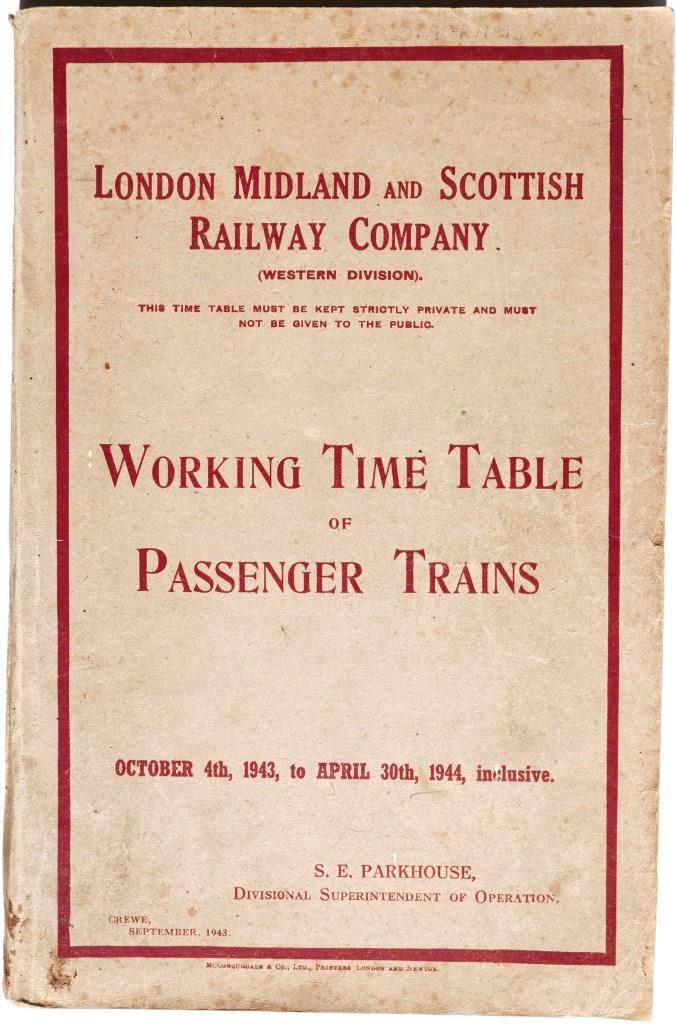 LONDON MIDLAND AND SCOTTISH
RAILWAY COMPANY.
(WESTERN DIVISION).
THIS TIME TABLE MUST BE KEPT STRICTLY PRIVATE AND MUST
NOT BE GIVEN TO THE PUBLIC.
WORKING TIME TABLE
OF
PASSENGER TRAINS
OCTOBER 4th, 1943, to APRIL 30th, 1944, inclusive.
S. E. PARKHOUSE,
DIVISIONAL SUPERINTENDENT OF OPERATION.
CREWE,
SEPTEMBER, 1943.
MCCORQUODALE & CO., LTD., PRINTERS LONDON AND NEWTON.